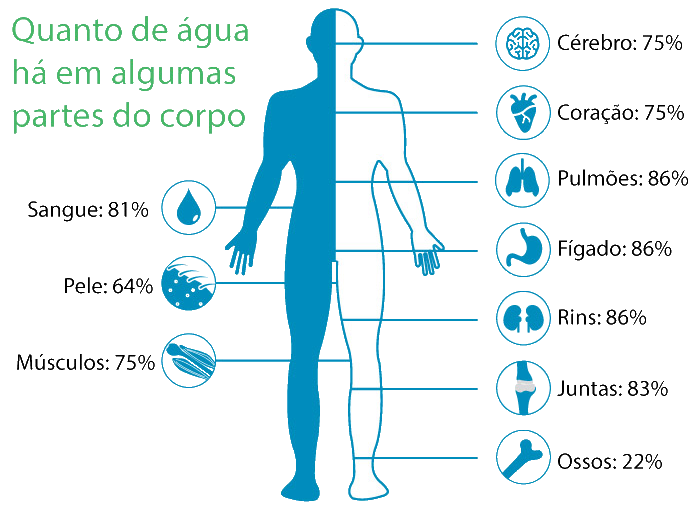 Quanto de água
há em algumas
partes do corpo
Sangue: 81%
Pele: 64%
Músculos: 75%
Cérebro: 75%
Coração: 75%
Pulmões: 86%
Fígado: 86%
Rins: 86%
Juntas: 83%
Ossos: 22%